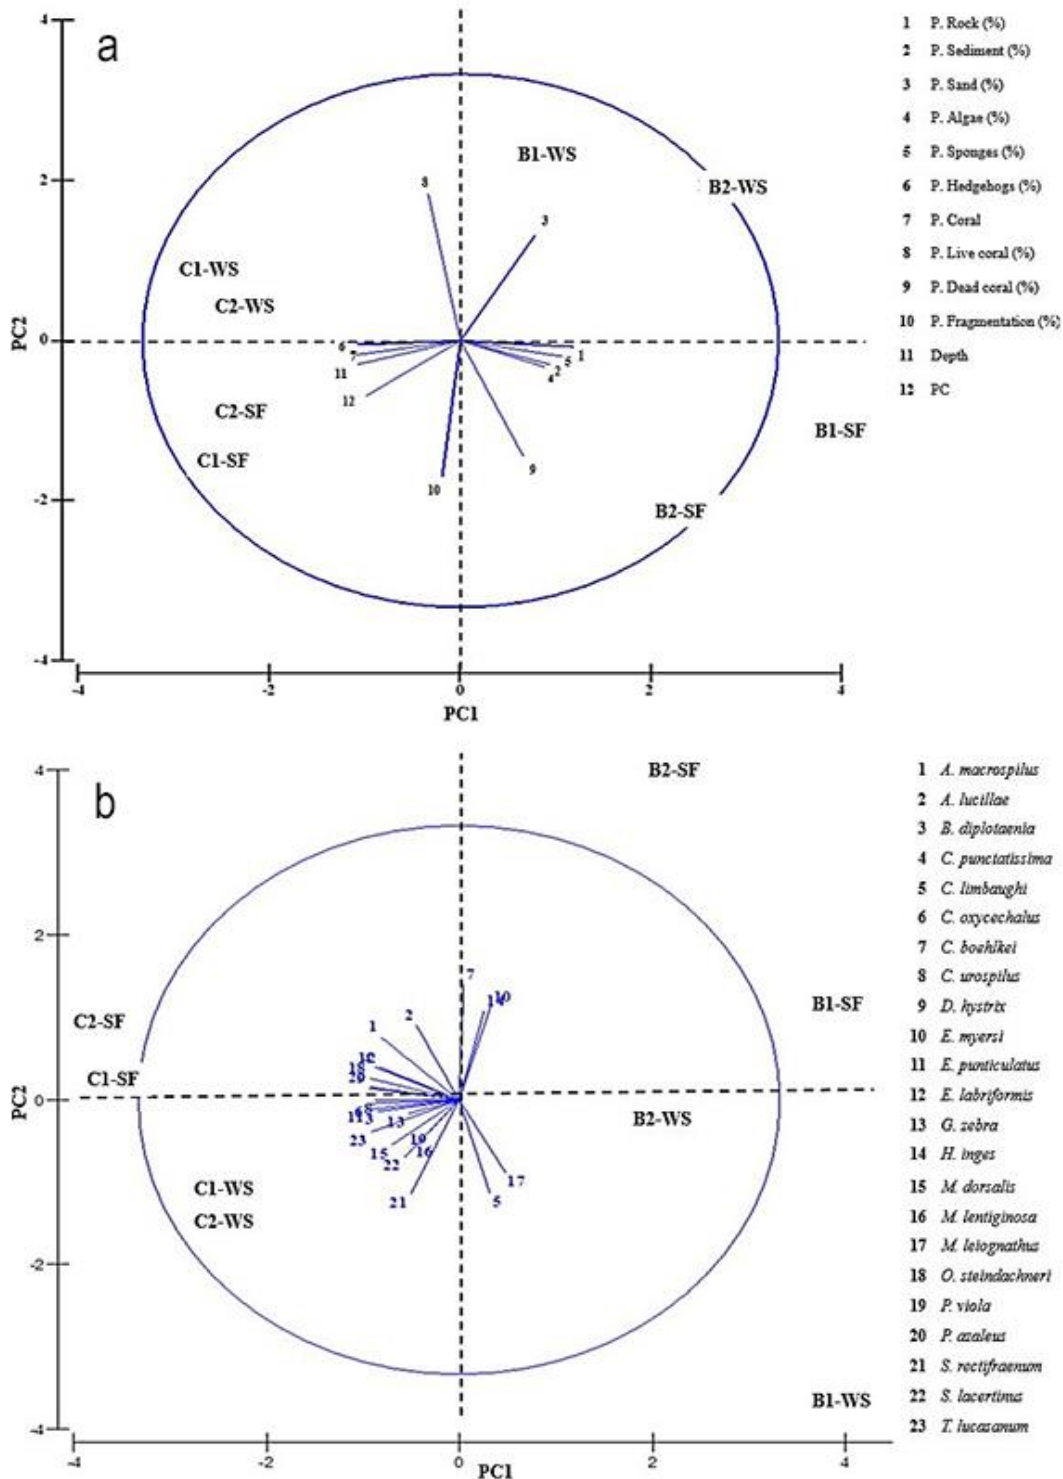 a
4
2
0
-2
-4
PC2
-4
-2
0
2
4
PC1
B1-WS
B2-WS
8
3
C1-WS
C2-WS
6
7
11
12
1
5
2
4
C2-SF
C1-SF
B1-SF
10
9
B2-SF
1 P. Rock (%)
2 P. Sediment (%)
3 P. Sand (%)
4 P. Algae (%)
5 P. Sponges (%)
6 P. Hedgehogs (%)
7 P. Coral
8 P. Live coral (%)
9 P. Dead coral (%)
10 P. Fragmentation (%)
11 Depth
12 PC
b
4
2
0
-2
-4
PC2
-4
-2
0
2
4
PC1
B2-SF
7
10
1
2
C2-SF
C1-SF
B1-SF
18
20
B2-WS
13
23
15
19
16
22
21
17
5
C1-WS
C2-WS
B1-WS
1 A. macrospilus
2 A. lucillae
3 B. diplotaenia
4 C. punctatissima
5 C. limbaughi
6 C. oxycechalus
7 C. boehlkei
8 C. urospilus
9 D. hystrix
10 E. myersi
11 E. puniticulatus
12 E. labriformis
13 G. zebra
14 H. inges
15 M. dorsalis
16 M. lentiginosa
17 M. leiognathus
18 O. steindachneri
19 P. viola
20 P. azaleus
21 S. rectifraenum
22 S. lacertinus
23 T. lucasanum